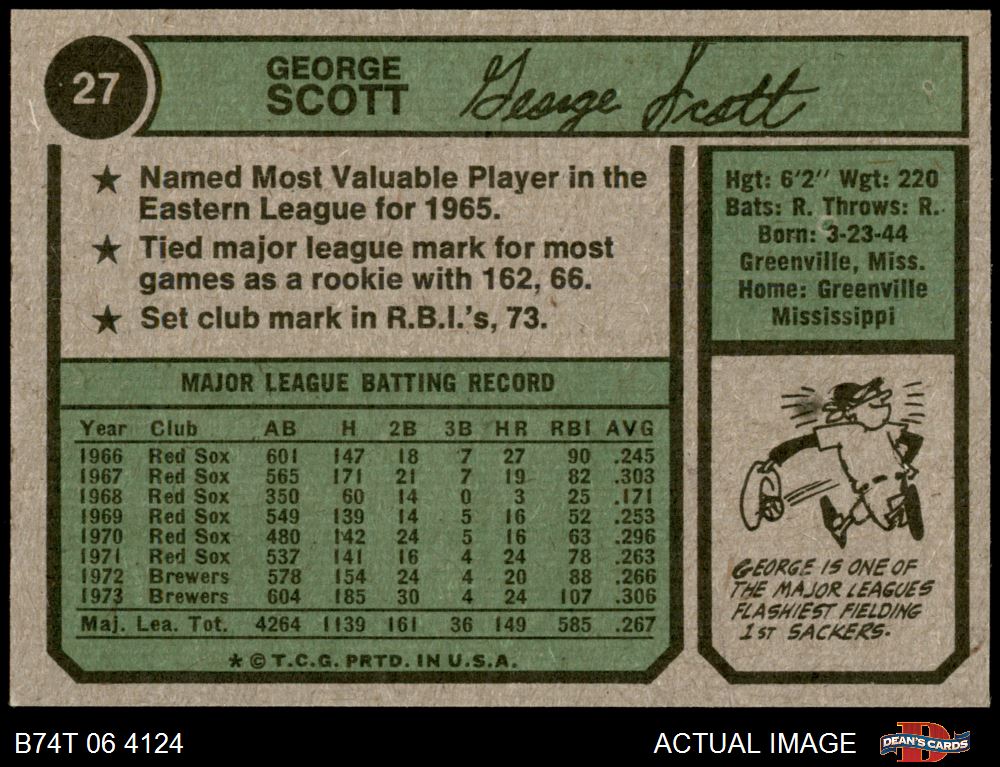 27
GEORGE
SCOTT
George Scott
★ Named Most Valuable Player in the
Eastern League for 1965.
★ Tied major league mark for most
games as a rookie with 162, 66.
★ Set club mark in R.B.I.'s, 73.
Hgt: 6'2" Wgt: 220
Bats: R. Throws: R.
Born: 3-23-44
Greenville, Miss.
Home: Greenville
Mississippi
MAJOR LEAGUE BATTING RECORD
Year Club AB H 2B 3B HR RBI AVG
1966 Red Sox 601 147 18 7 27 90 .245
1967 Red Sox 565 171 21 7 19 82 .303
1968 Red Sox 350 60 14 0 3 25 .171
1969 Red Sox 549 139 14 5 16 52 .253
1970 Red Sox 480 142 24 5 16 63 .296
1971 Red Sox 537 141 16 4 24 78 .263
1972 Brewers 578 154 24 4 20 88 .266
1973 Brewers 604 185 30 4 24 107 .306
Maj. Lea. Tot. 4264 1139 161 36 149 585 .267
* © T.C.G. PRTD. IN U.S.A.
GEORGE IS ONE OF
THE MAJOR LEAGUES
FLASHIEST FIELDING
1ST SACKERS.
B74T 06 4124
ACTUAL IMAGE
D
DEAN'S CARDS